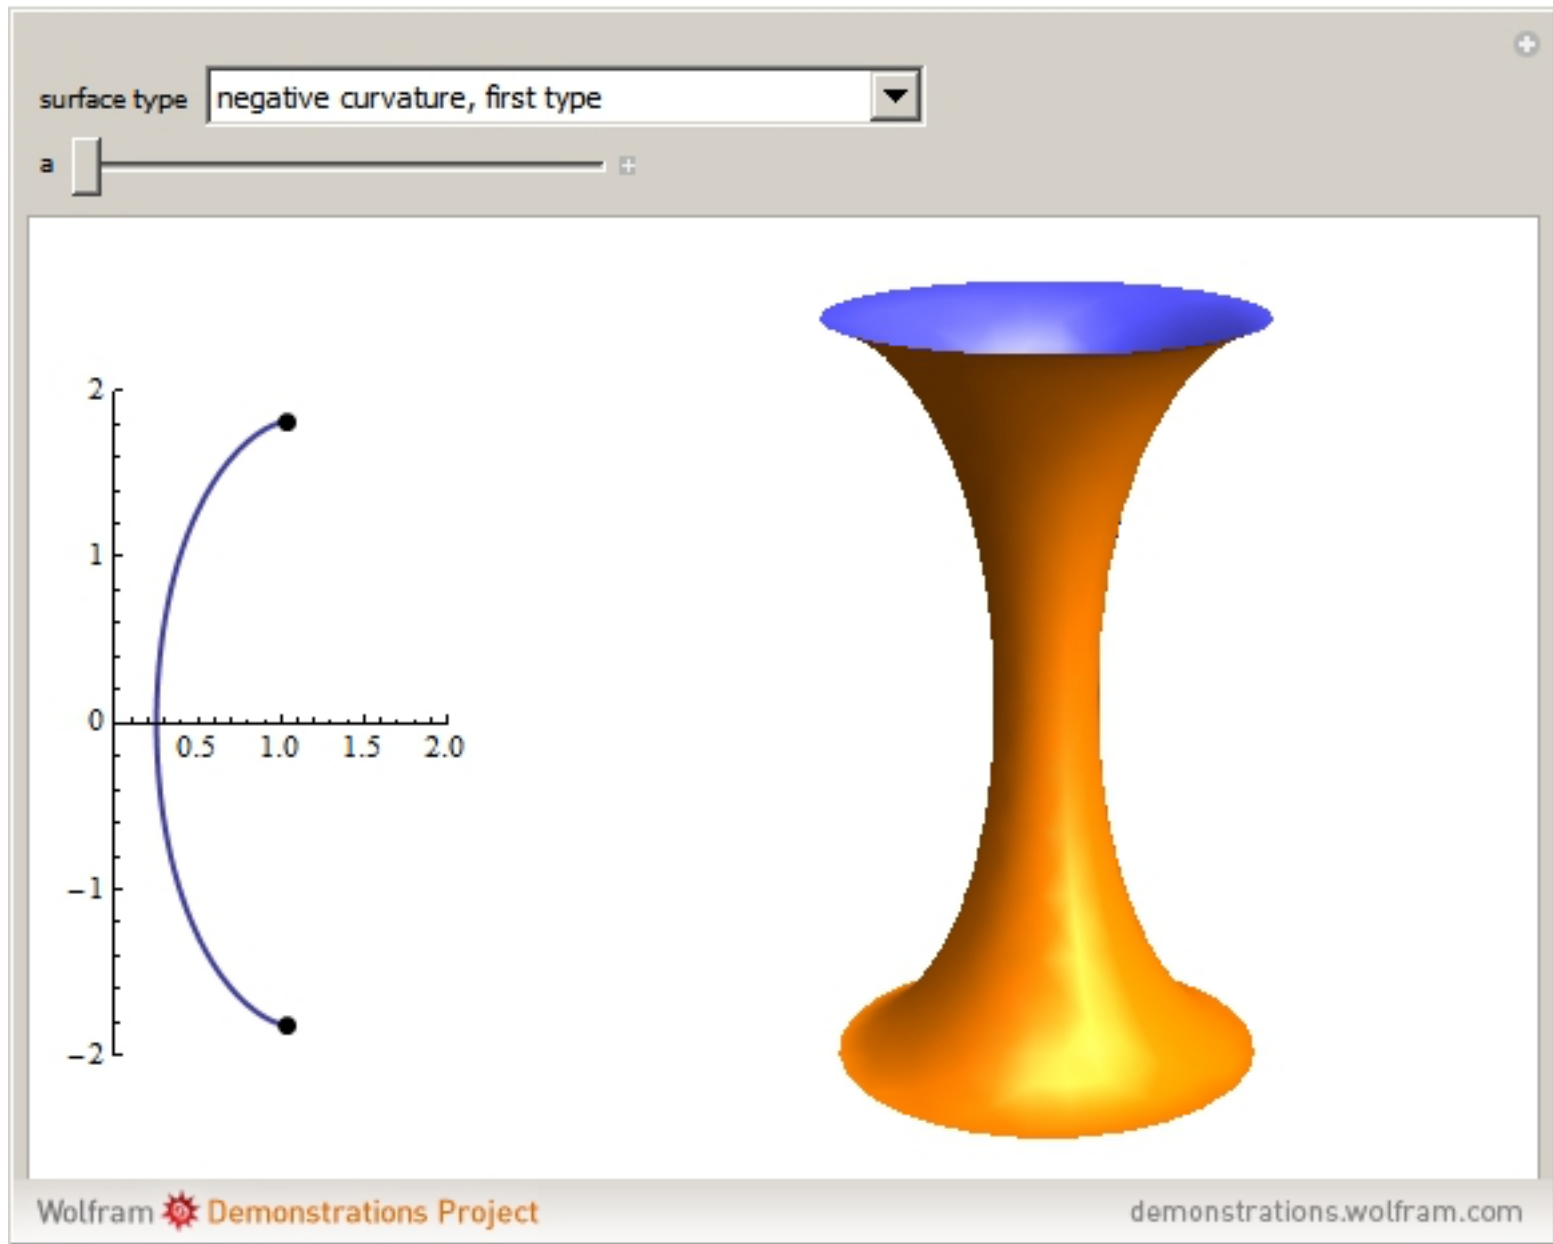 surface type negative curvature, first type
a
2
1
0
0.5 1.0 1.5 2.0
−1
−2
Wolfram Demonstrations Project demonstrations.wolfram.com